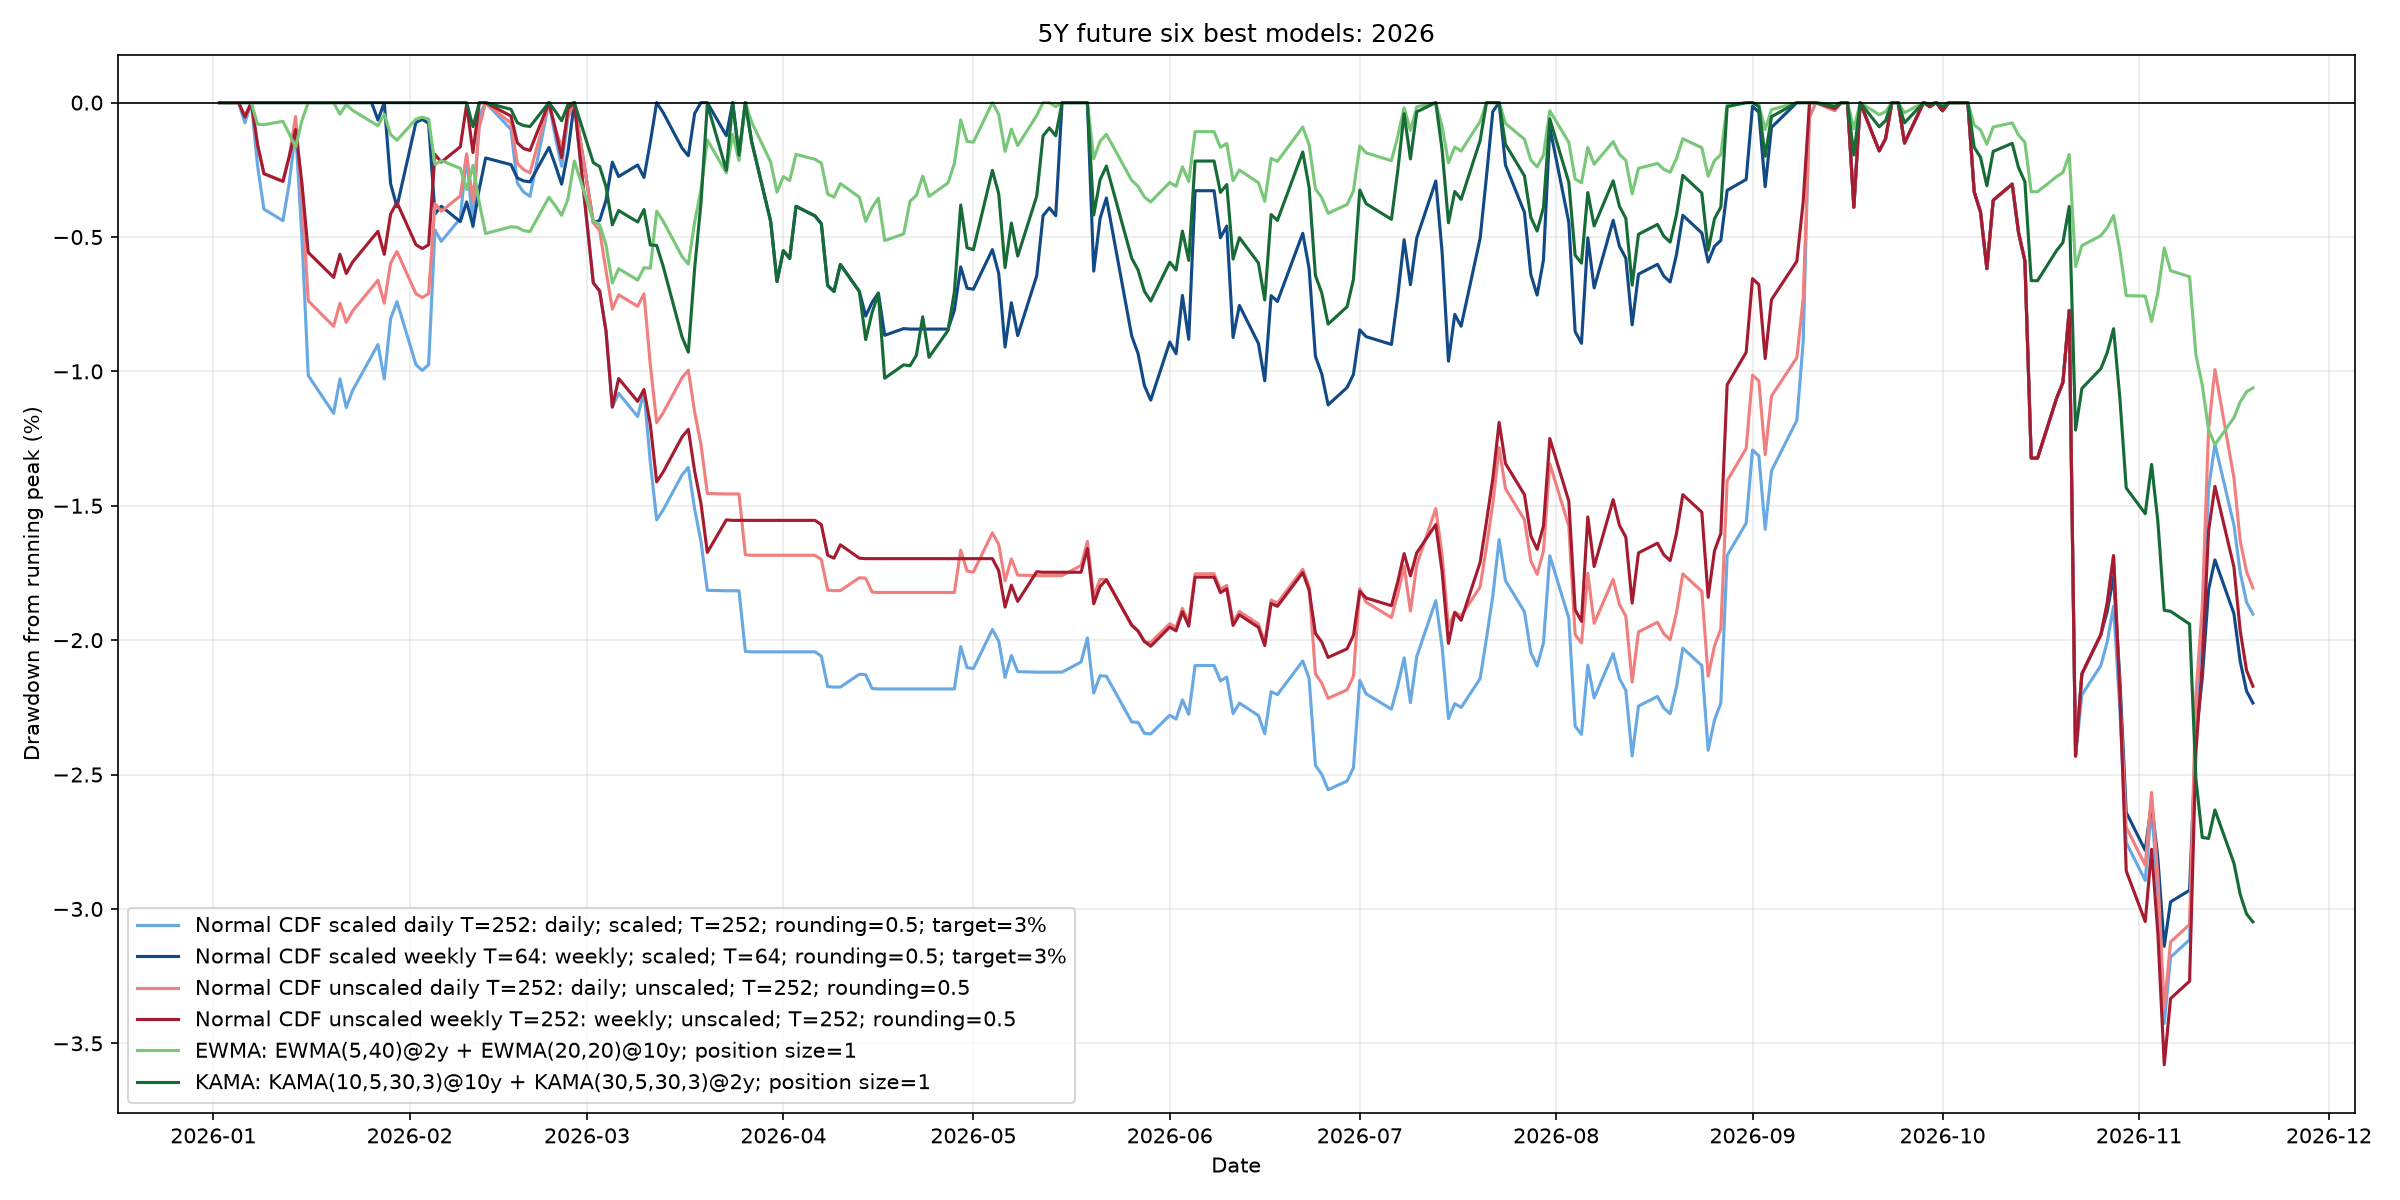 5Y future six best models: 2026
Drawdown from running peak (%)
0.0
−0.5
−1.0
−1.5
−2.0
−2.5
−3.0
−3.5
Normal CDF scaled daily T=252: daily; scaled; T=252; rounding=0.5; target=3%
Normal CDF scaled weekly T=64: weekly; scaled; T=64; rounding=0.5; target=3%
Normal CDF unscaled daily T=252: daily; unscaled; T=252; rounding=0.5
Normal CDF unscaled weekly T=252: weekly; unscaled; T=252; rounding=0.5
EWMA: EWMA(5,40)@2y + EWMA(20,20)@10y; position size=1
KAMA: KAMA(10,5,30,3)@10y + KAMA(30,5,30,3)@2y; position size=1
2026-01 2026-02 2026-03 2026-04 2026-05 2026-06 2026-07 2026-08 2026-09 2026-10 2026-11 2026-12
Date